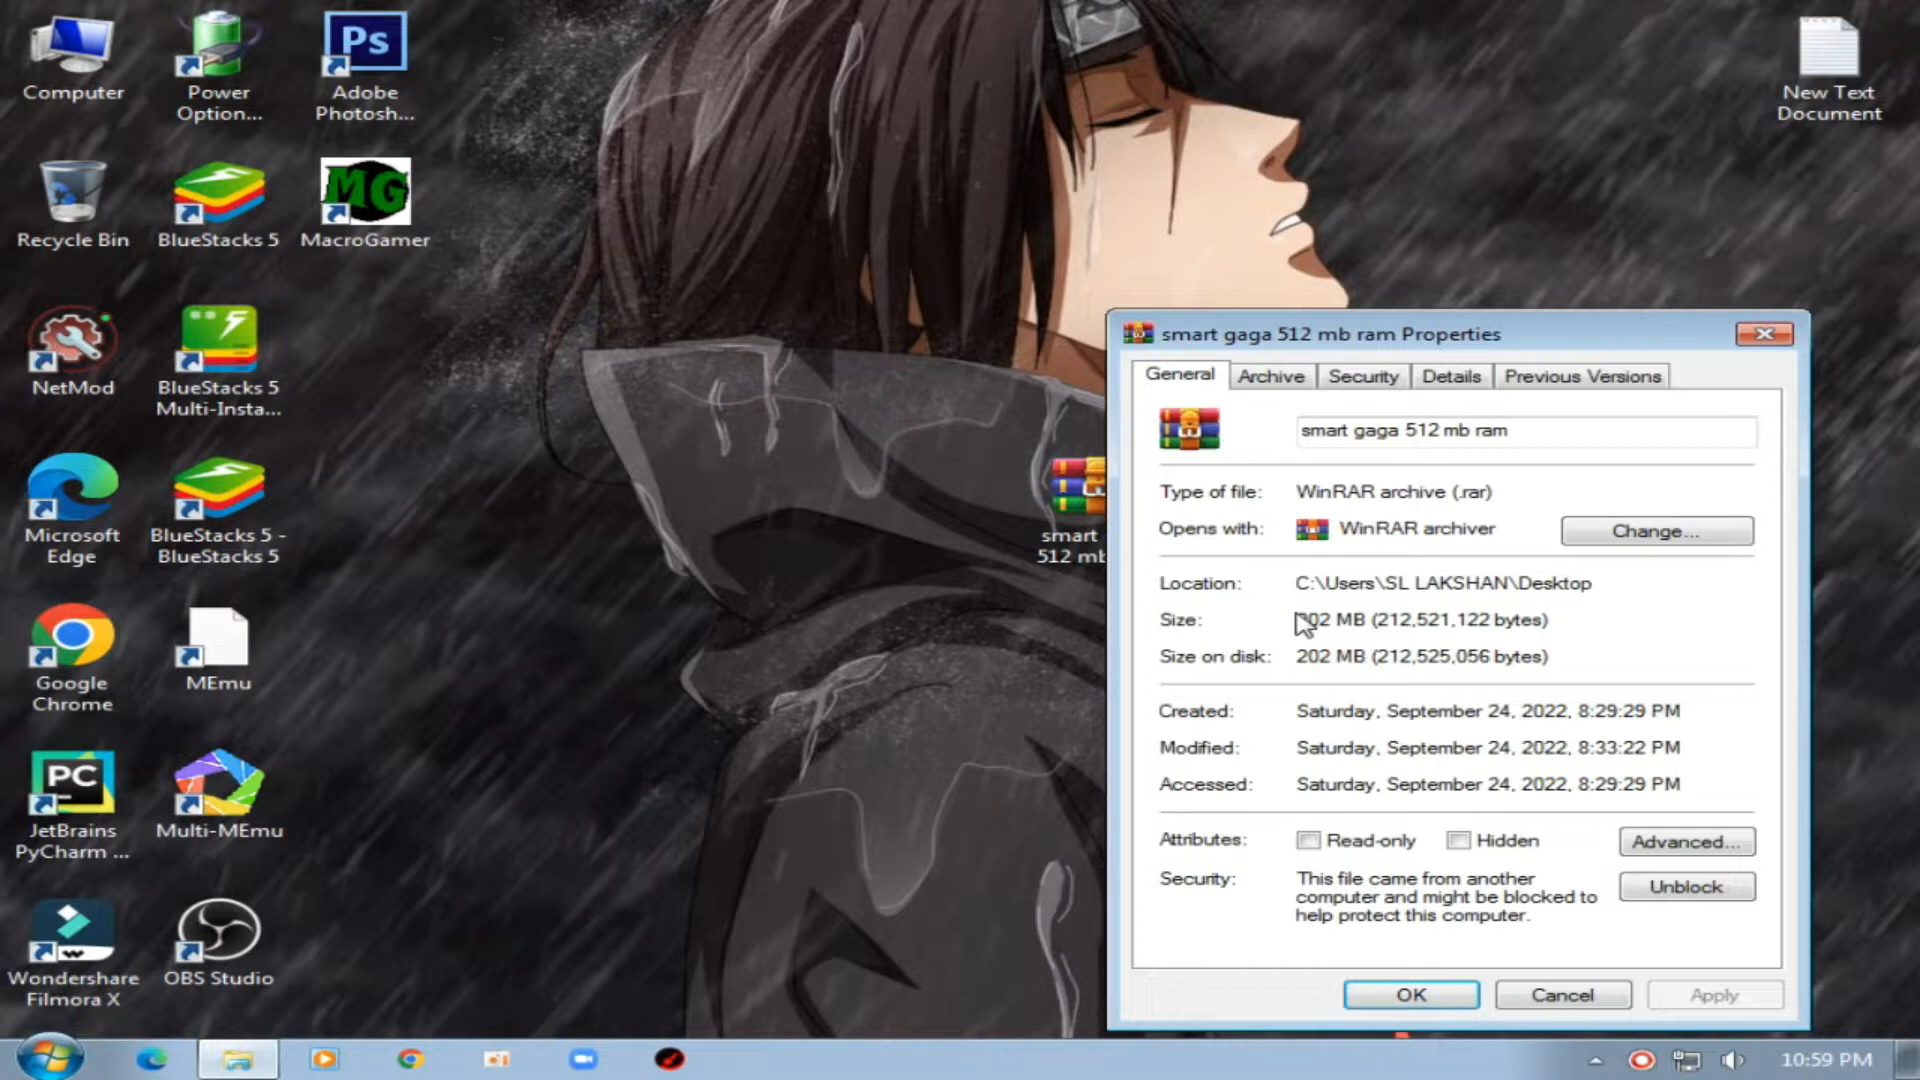 Computer
Power
Option...
Ps
Adobe
Photosh...
New Text
Document
Recycle Bin
BlueStacks 5
MG
MacroGamer
NetMod
BlueStacks 5
Multi-Insta...
Microsoft
Edge
BlueStacks 5 -
BlueStacks 5
Google
Chrome
MEmu
PC
JetBrains
PyCharm ...
Multi-MEmu
Wondershare
Filmora X
OBS Studio
smart
512 mb
smart gaga 512 mb ram Properties
General
Archive
Security
Details
Previous Versions
smart gaga 512 mb ram
Type of file: WinRAR archive (.rar)
Opens with: WinRAR archiver
Change...
Location: C:\Users\SL LAKSHAN\Desktop
Size: 202 MB (212,521,122 bytes)
Size on disk: 202 MB (212,525,056 bytes)
Created: Saturday, September 24, 2022, 8:29:29 PM
Modified: Saturday, September 24, 2022, 8:33:22 PM
Accessed: Saturday, September 24, 2022, 8:29:29 PM
Attributes: Read-only Hidden Advanced...
Security: This file came from another
computer and might be blocked to
help protect this computer.
Unblock
OK Cancel Apply
10:59 PM